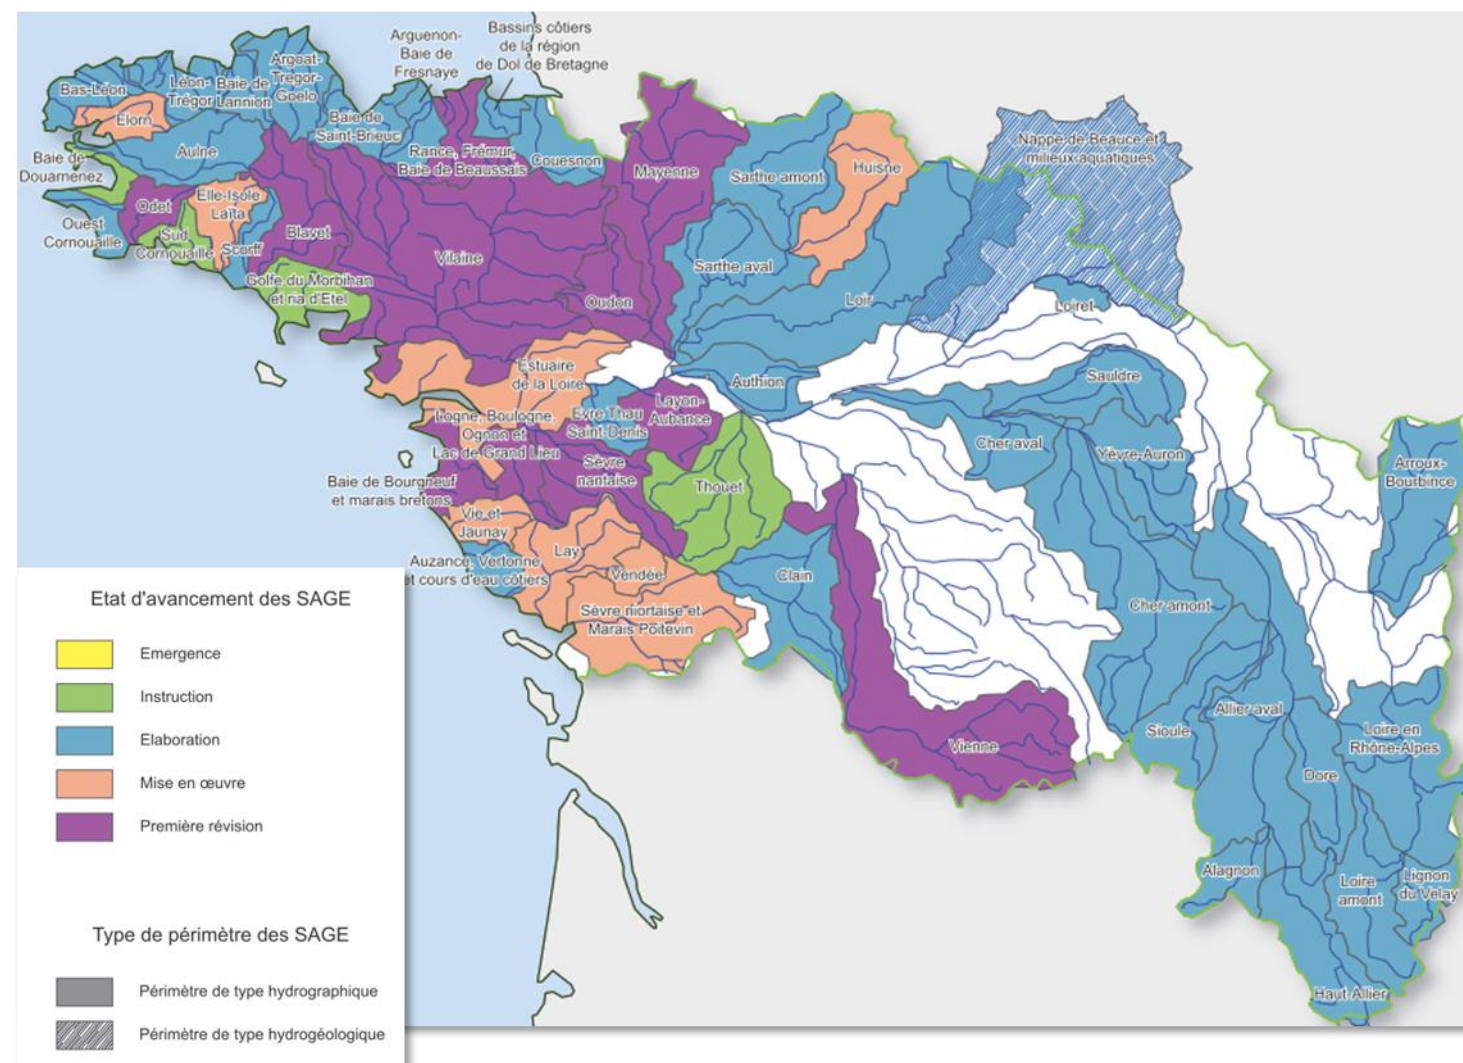 Bassins côtiers
de la région
de Dol de Bretagne
Arguenon-
Baie de
Fresnaye
Argoat-
Trégor-
Goëlo
Bas-Léon
Léon-
Trégor
Baie de
Lannion
Elorn
Baie de
Saint-Brieuc
Rance, Frémur,
Baie de Beaussais
Couesnon
Mayenne
Sarthe amont
Huisne
Nappe de Beauce et
milieux aquatiques
Aulne
Baie de
Douarnenez
Odet
Elle-Isole
Laïta
Ouest
Cornouaille
Sud
Cornouaille
Scorff
Blavet
Vilaine
Sarthe aval
Golfe du Morbihan
et ria d'Etel
Oudon
Loir
Loiret
Estuaire
de la Loire
Authion
Sauldre
Logne, Boulogne,
Ognon et
Lac de Grand Lieu
Evre Thau
Saint-Denis
Layon-
Aubance
Cher aval
Yèvre-Auron
Arroux-
Bourbince
Sèvre
nantaise
Thouet
Baie de Bourgneuf
et marais bretons
Vie et
Jaunay
Lay
Auzance, Vertonne
et cours d'eau côtiers
Vendée
Clain
Sèvre niortaise et
Marais Poitevin
Cher amont
Vienne
Sioule
Allier aval
Loire en
Rhône-Alpes
Dore
Alagnon
Loire
amont
Lignon
du Velay
Haut-Allier
Etat d'avancement des SAGE
Emergence
Instruction
Elaboration
Mise en œuvre
Première révision
Type de périmètre des SAGE
Périmètre de type hydrographique
Périmètre de type hydrogéologique